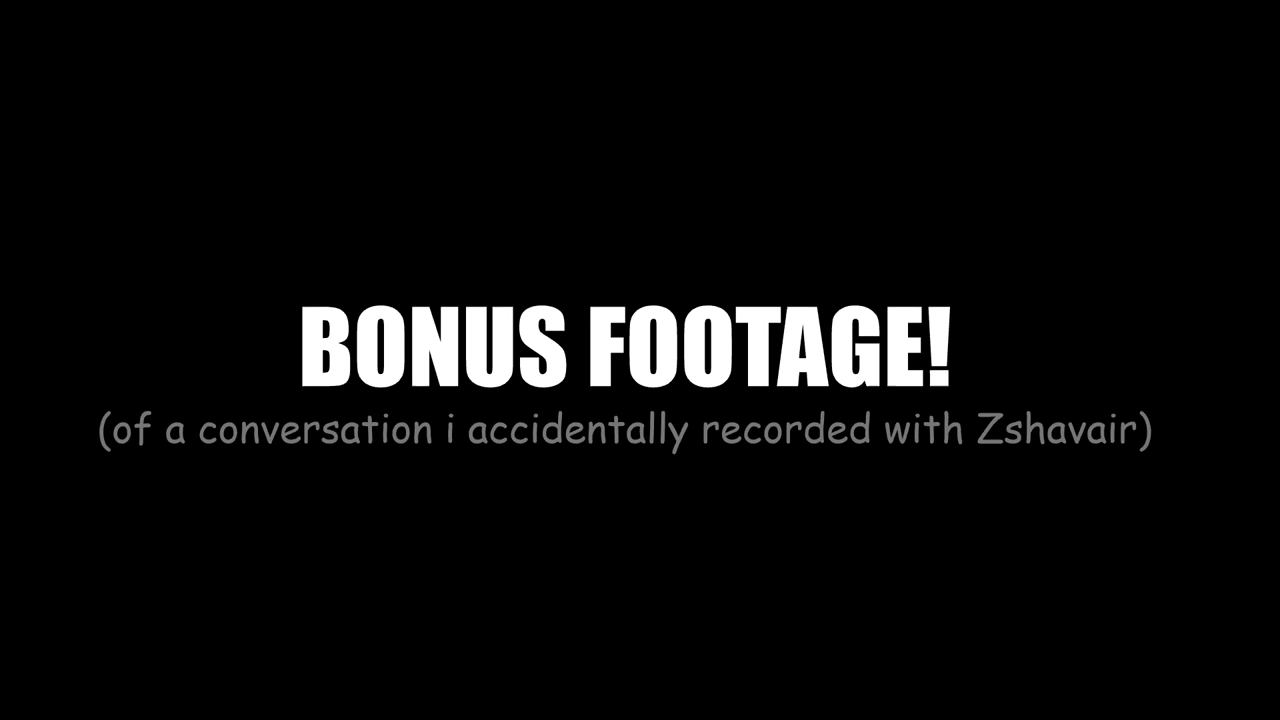 BONUS FOOTAGE!
(of a conversation i accidentally recorded with Zshavair)